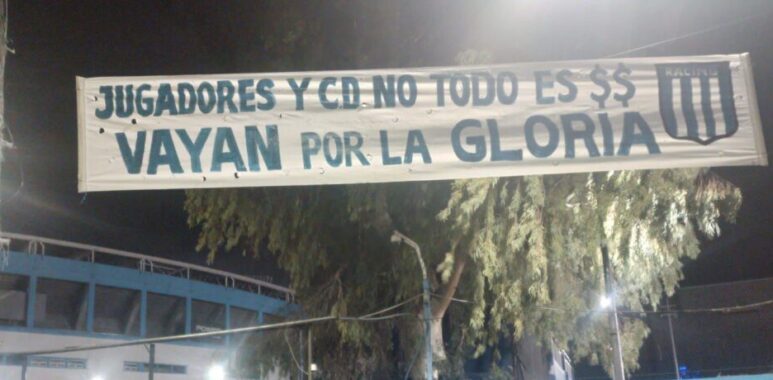 JUGADORES Y CD NO TODO ES $$
VAYAN POR LA GLORIA
RACING